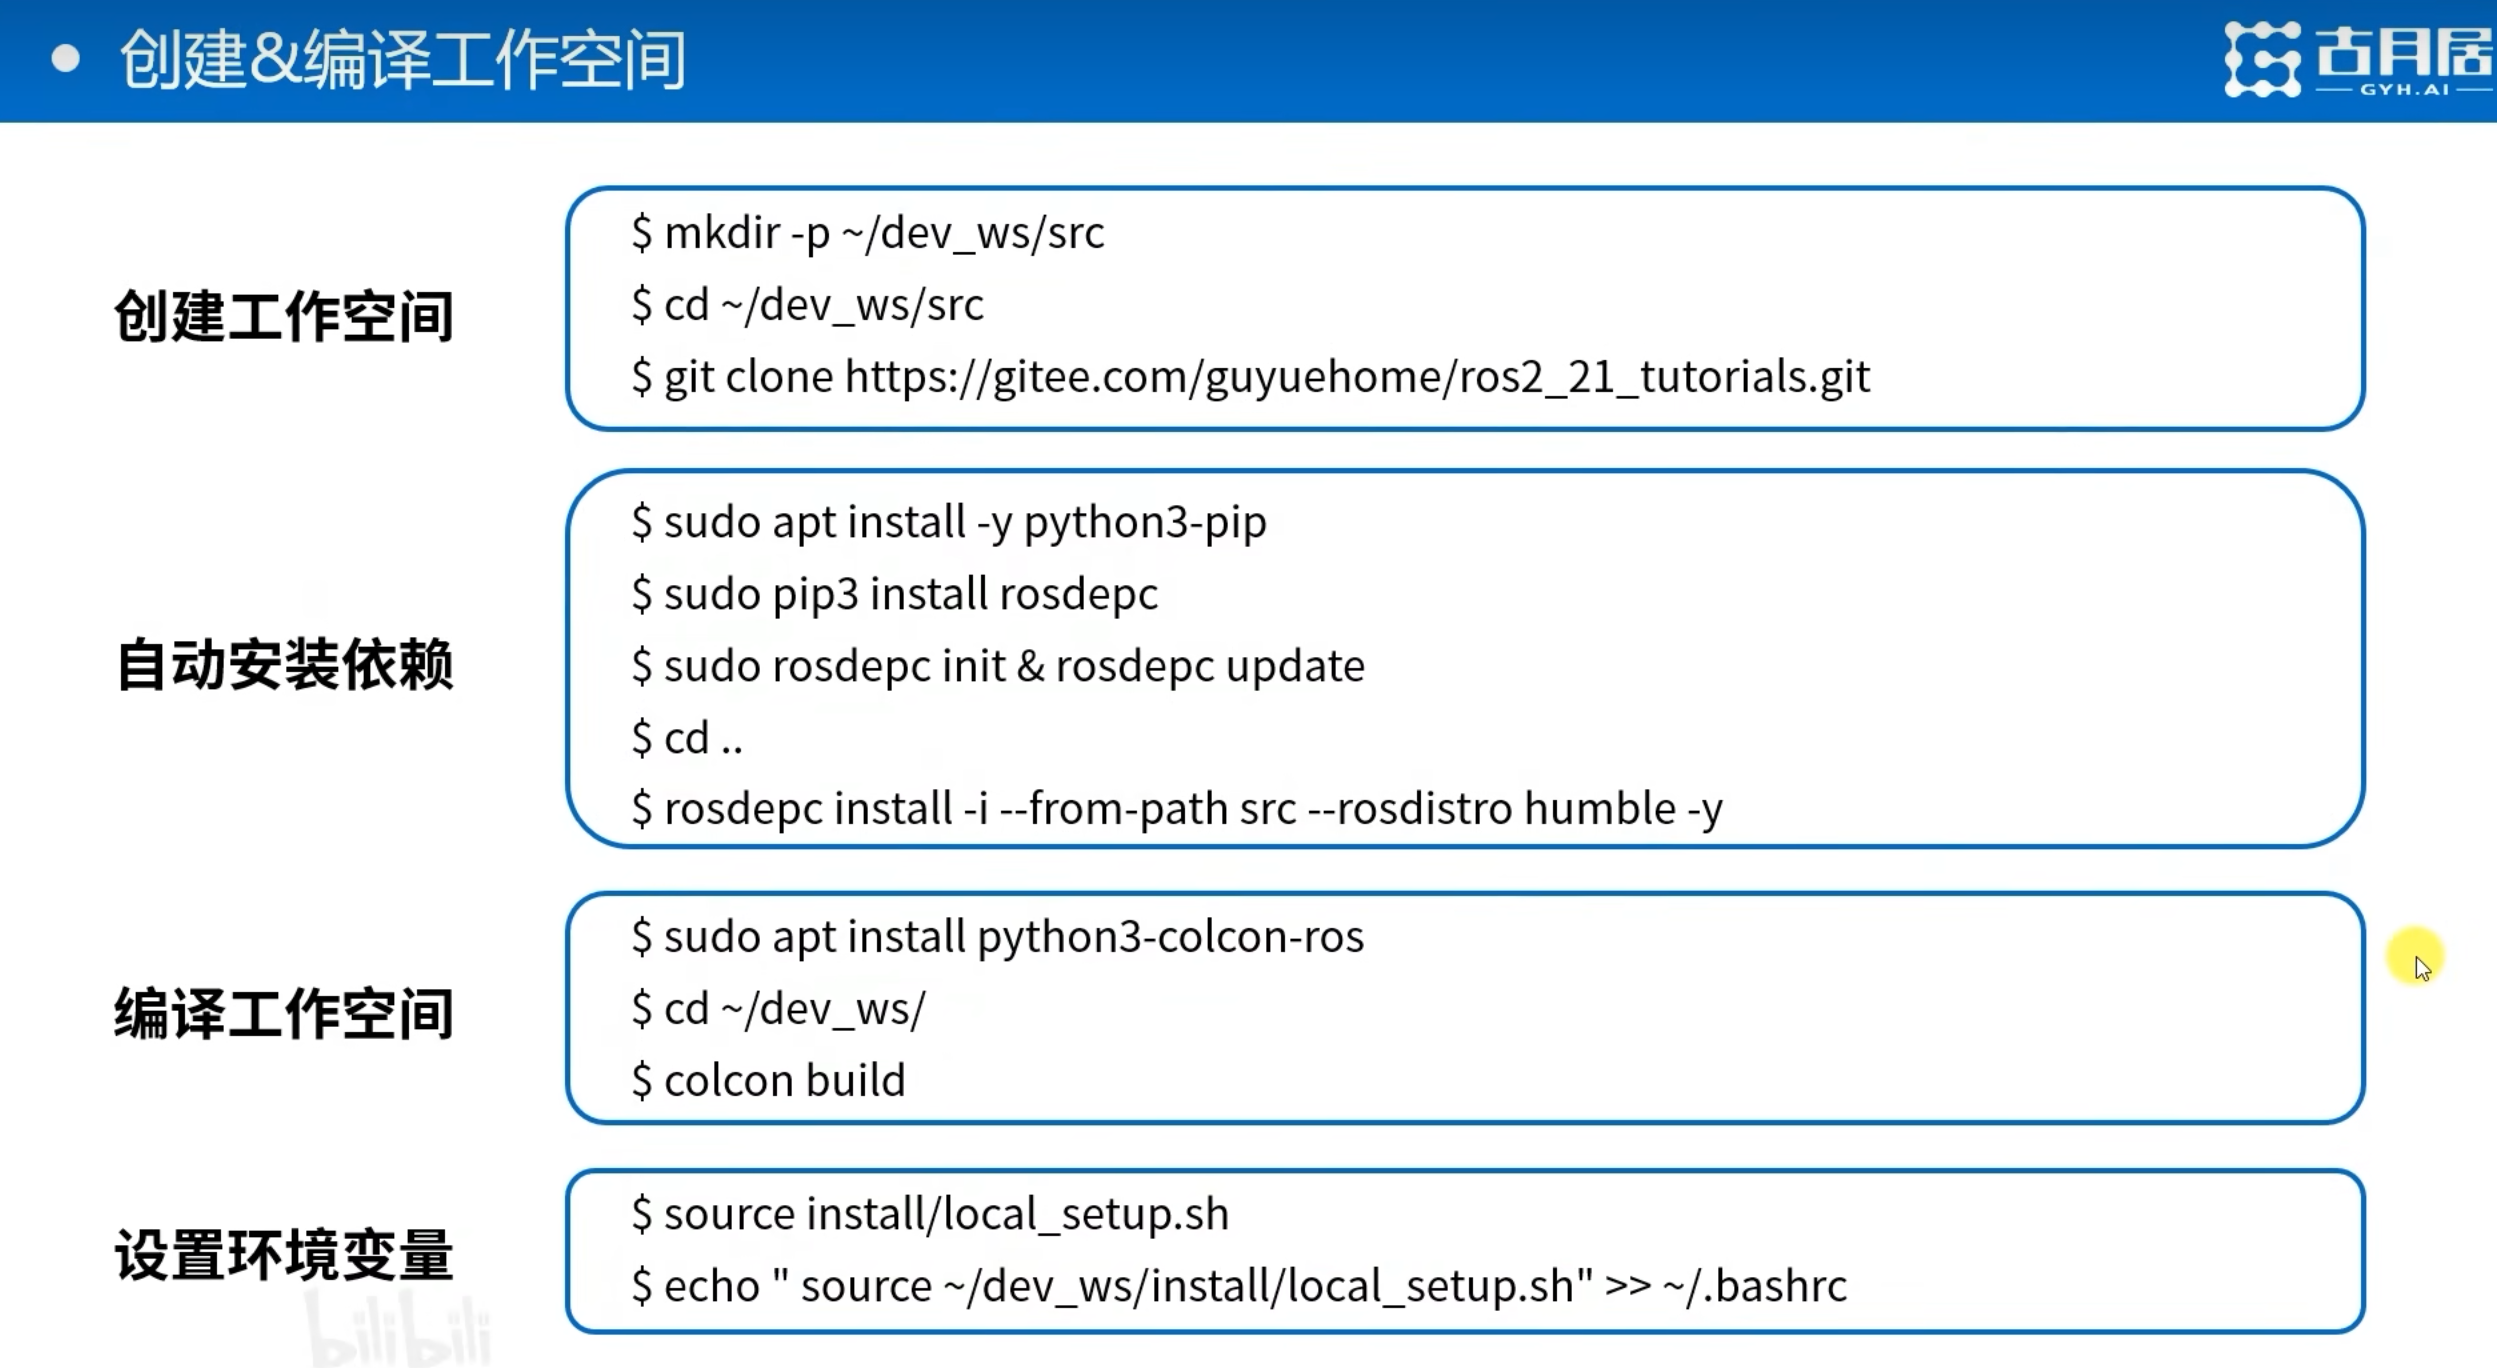 创建&编译工作空间
古月居
GYH.AI
创建工作空间
$ mkdir -p ~/dev_ws/src
$ cd ~/dev_ws/src
$ git clone https://gitee.com/guyuehome/ros2_21_tutorials.git
自动安装依赖
$ sudo apt install -y python3-pip
$ sudo pip3 install rosdepc
$ sudo rosdepc init & rosdepc update
$ cd ..
$ rosdepc install -i --from-path src --rosdistro humble -y
编译工作空间
$ sudo apt install python3-colcon-ros
$ cd ~/dev_ws/
$ colcon build
设置环境变量
$ source install/local_setup.sh
$ echo " source ~/dev_ws/install/local_setup.sh" >> ~/.bashrc
bilibili